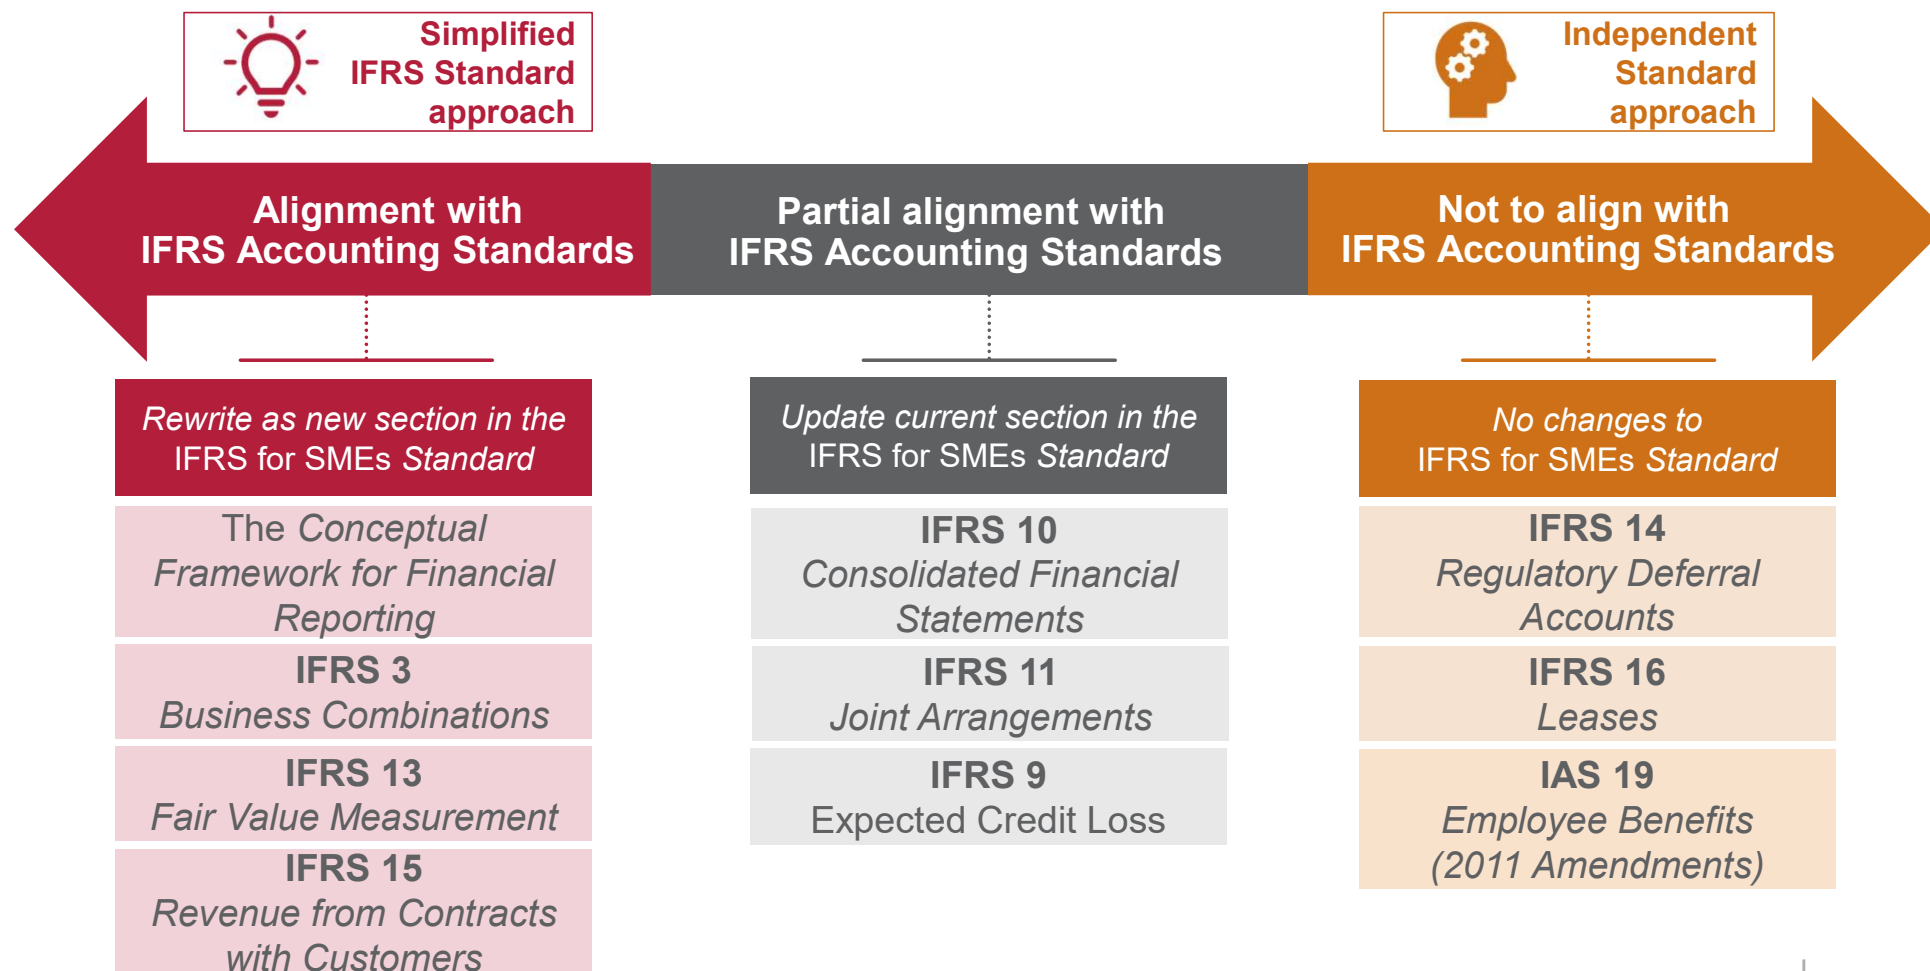 Simplified
IFRS Standard
approach
Independent
Standard
approach
Alignment with
IFRS Accounting Standards
Partial alignment with
IFRS Accounting Standards
Not to align with
IFRS Accounting Standards
Rewrite as new section in the
IFRS for SMEs Standard
The Conceptual
Framework for Financial
Reporting
IFRS 3
Business Combinations
IFRS 13
Fair Value Measurement
IFRS 15
Revenue from Contracts
with Customers
Update current section in the
IFRS for SMEs Standard
IFRS 10
Consolidated Financial
Statements
IFRS 11
Joint Arrangements
IFRS 9
Expected Credit Loss
No changes to
IFRS for SMEs Standard
IFRS 14
Regulatory Deferral
Accounts
IFRS 16
Leases
IAS 19
Employee Benefits
(2011 Amendments)